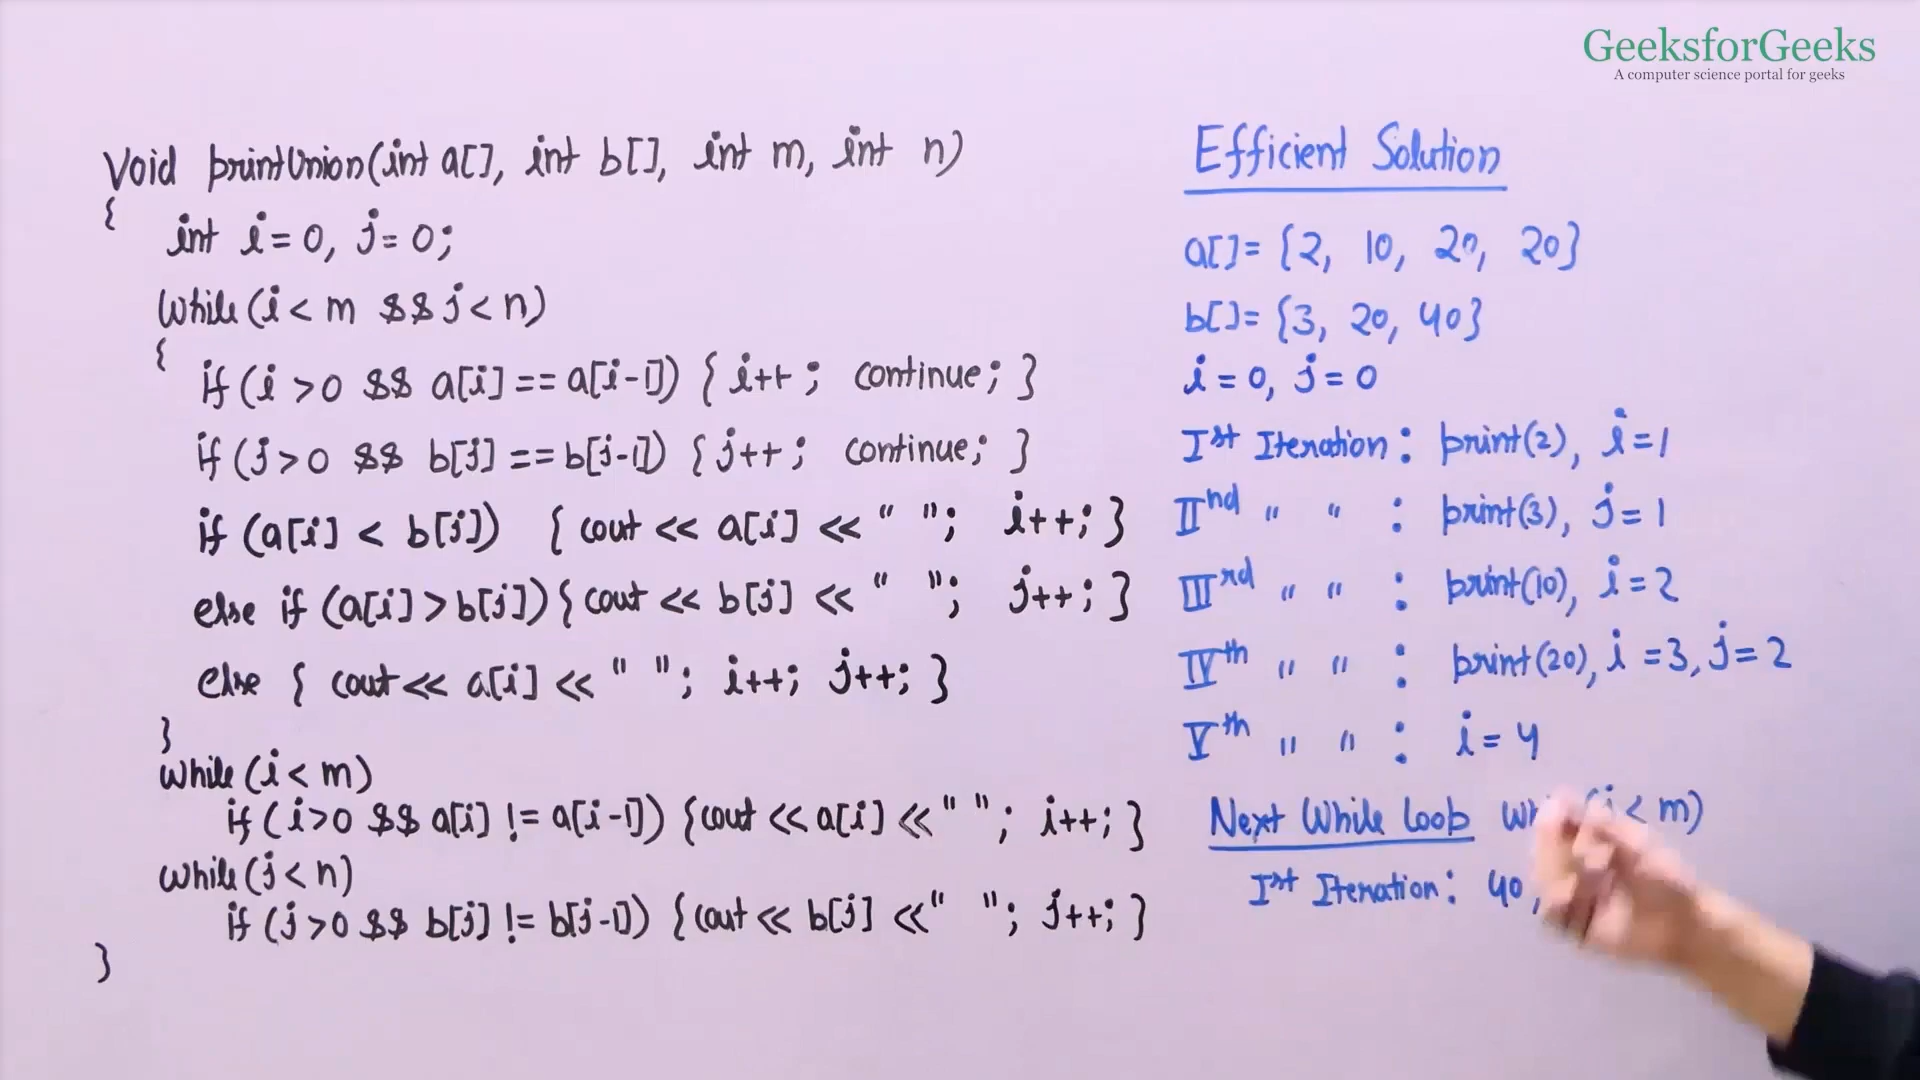 GeeksforGeeks
A computer science portal for geeks
Void printUnion(int a[], int b[], int m, int n)
{
int i=0, j=0;
While(i<m && j<n)
{
if(i>0 && a[i]==a[i-1]) { i++; continue; }
if(j>0 && b[j]==b[j-1]) { j++; continue; }
if (a[i] < b[j]) { cout << a[i] << " "; i++; }
else if (a[i]>b[j]) { cout << b[j] << " "; j++; }
else { cout << a[i] << " "; i++; j++; }
}
while(i<m)
if(i>0 && a[i] != a[i-1]) {cout << a[i] << " "; i++; }
while(j<n)
if(j>0 && b[j] != b[j-1]) {cout << b[j] << " "; j++; }
}
Efficient Solution
a[]= {2, 10, 20, 20}
b[]= {3, 20, 40}
i=0, j=0
Ist Iteration: print(2), i=1
IInd " " : print(3), j=1
IIIrd " " : print(10), i=2
IVth " " : print(20), i=3, j=2
Vth " " : i=4
Next While Loop < m)
Ist Iteration: 40,